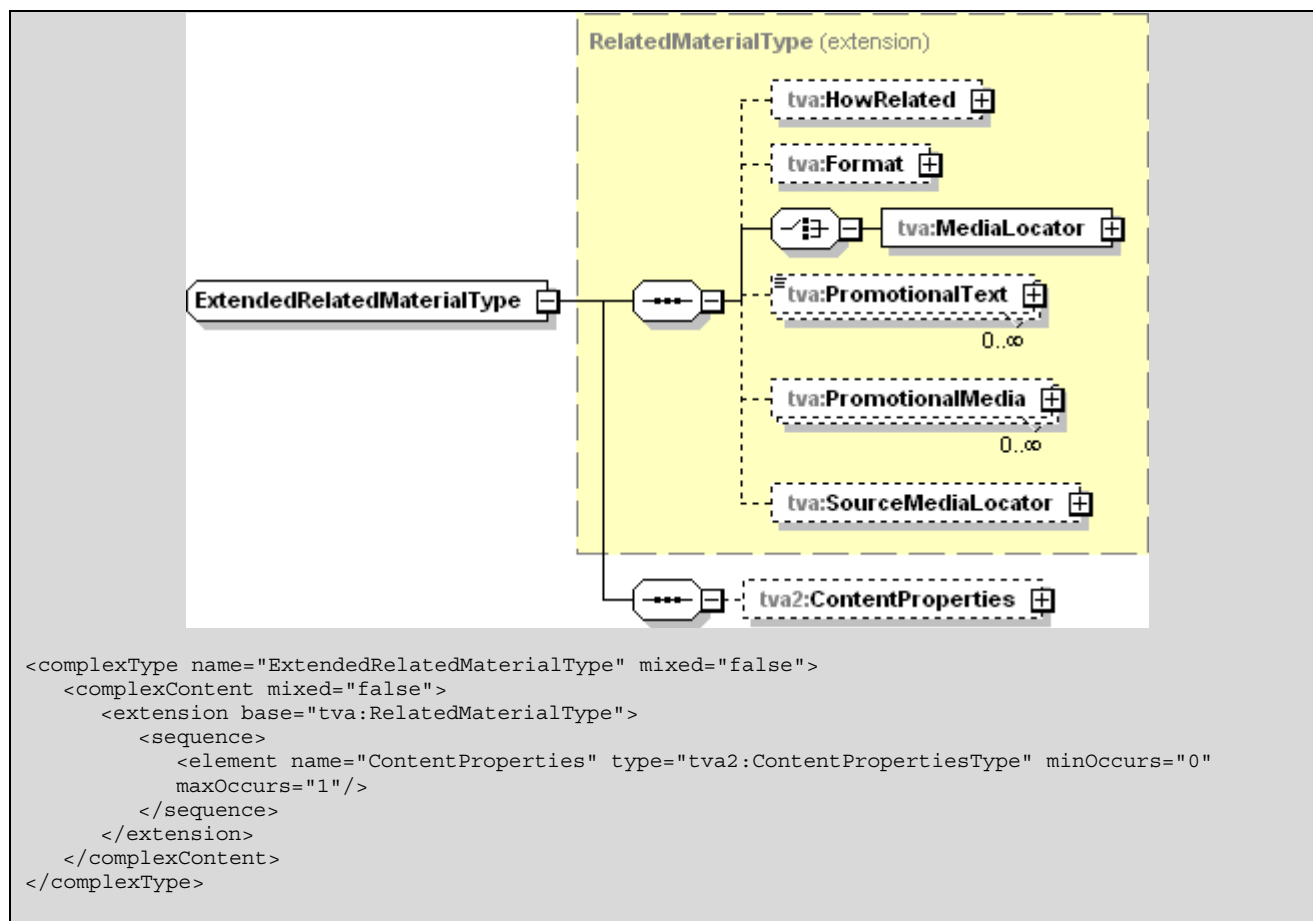 RelatedMaterialType (extension)
tva:HowRelated
tva:Format
tva:MediaLocator
ExtendedRelatedMaterialType
tva:PromotionalText
0..∞
tva:PromotionalMedia
0..∞
tva:SourceMediaLocator
tva2:ContentProperties
<complexType name="ExtendedRelatedMaterialType" mixed="false">
   <complexContent mixed="false">
      <extension base="tva:RelatedMaterialType">
         <sequence>
            <element name="ContentProperties" type="tva2:ContentPropertiesType" minOccurs="0"
            maxOccurs="1"/>
         </sequence>
      </extension>
   </complexContent>
</complexType>